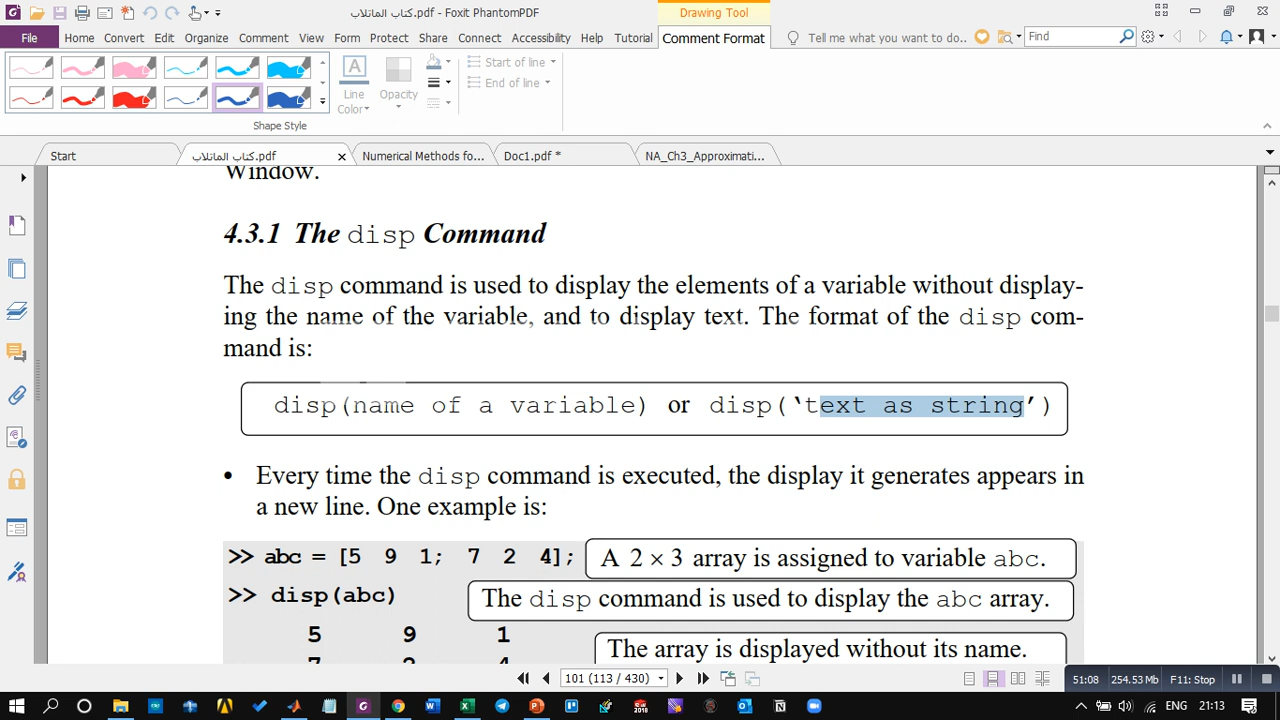 كتاب الماتلاب.pdf - Foxit PhantomPDF
Drawing Tool
File Home Convert Edit Organize Comment View Form Protect Share Connect Accessibility Help Tutorial Comment Format Tell me what you want to do.. Find
Line Color
Opacity
Start of line
End of line
Shape Style
Start
كتاب الماتلاب.pdf
Numerical Methods fo...
Doc1.pdf *
NA_Ch3_Approximati...
Window.
4.3.1 The disp Command
The disp command is used to display the elements of a variable without display-
ing the name of the variable, and to display text. The format of the disp com-
mand is:
disp(name of a variable) or disp(‘text as string’)
• Every time the disp command is executed, the display it generates appears in
a new line. One example is:
>> abc = [5 9 1; 7 2 4];
A 2 × 3 array is assigned to variable abc.
>> disp(abc)
The disp command is used to display the abc array.
5 9 1
The array is displayed without its name.
7 2 4
101 (113 / 430)
51:08 254.53 Mb F11: Stop
ENG 21:13